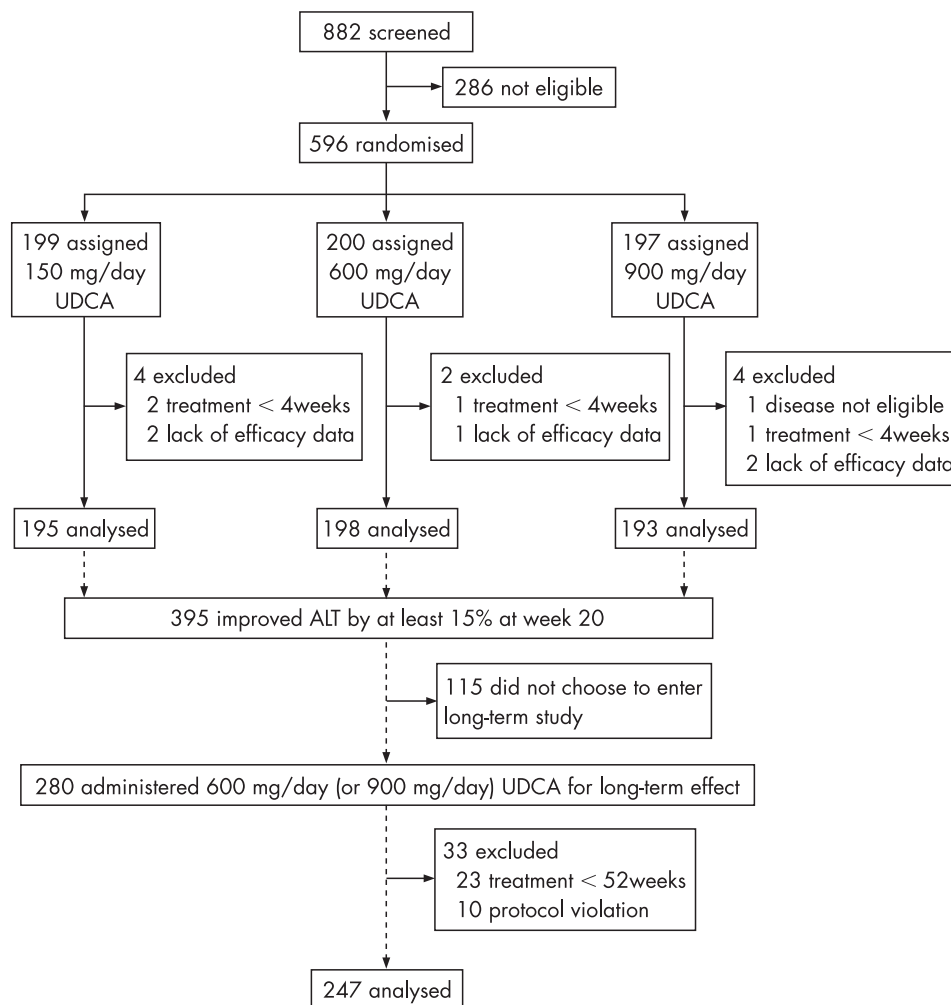 882 screened
286 not eligible
596 randomised
199 assigned
150 mg/day
UDCA
200 assigned
600 mg/day
UDCA
197 assigned
900 mg/day
UDCA
4 excluded
2 treatment < 4weeks
2 lack of efficacy data
2 excluded
1 treatment < 4weeks
1 lack of efficacy data
4 excluded
1 disease not eligible
1 treatment < 4weeks
2 lack of efficacy data
195 analysed
198 analysed
193 analysed
395 improved ALT by at least 15% at week 20
115 did not choose to enter
long-term study
280 administered 600 mg/day (or 900 mg/day) UDCA for long-term effect
33 excluded
23 treatment < 52weeks
10 protocol violation
247 analysed